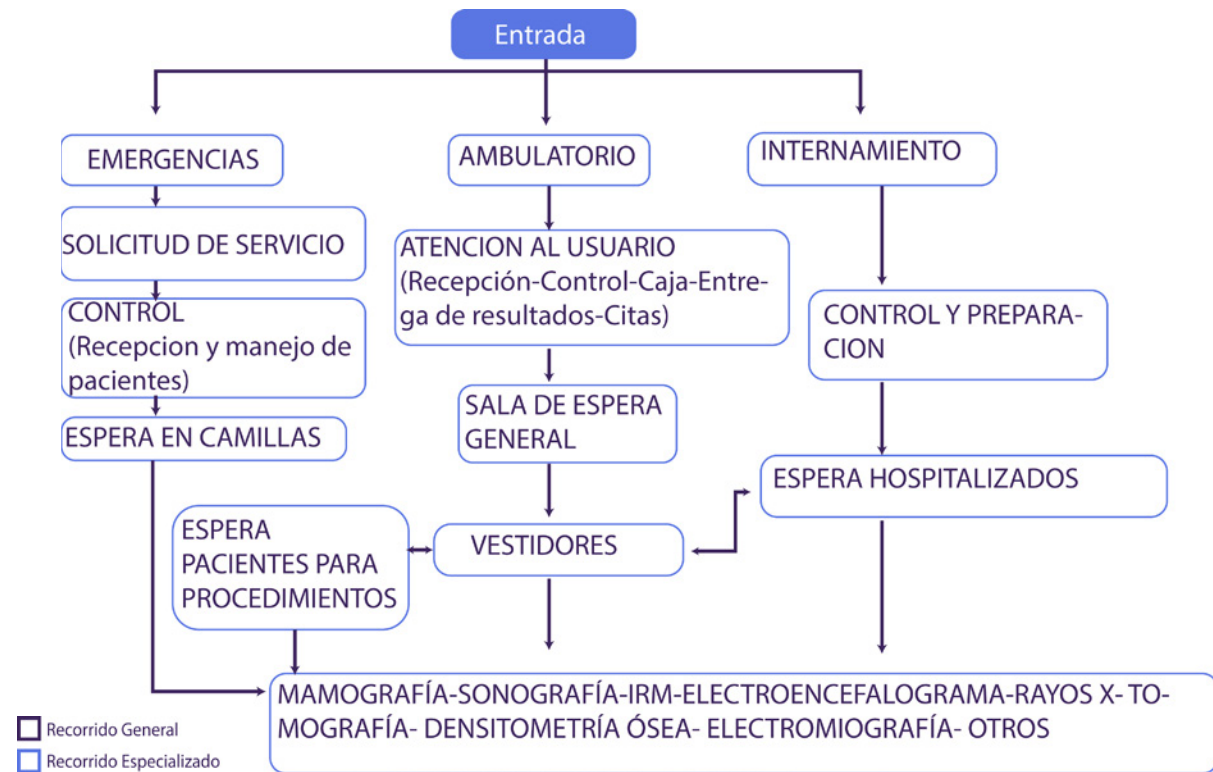 Entrada
EMERGENCIAS
AMBULATORIO
INTERNAMIENTO
SOLICITUD DE SERVICIO
ATENCION AL USUARIO
(Recepción-Control-Caja-Entre-
ga de resultados-Citas)
CONTROL
(Recepcion y manejo de
pacientes)
CONTROL Y PREPARA-
CION
ESPERA EN CAMILLAS
SALA DE ESPERA
GENERAL
ESPERA HOSPITALIZADOS
ESPERA
PACIENTES PARA
PROCEDIMIENTOS
VESTIDORES
MAMOGRAFÍA-SONOGRAFÍA-IRM-ELECTROENCEFALOGRAMA-RAYOS X- TO-
MOGRAFÍA- DENSITOMETRÍA ÓSEA- ELECTROMIOGRAFÍA- OTROS
Recorrido General
Recorrido Especializado